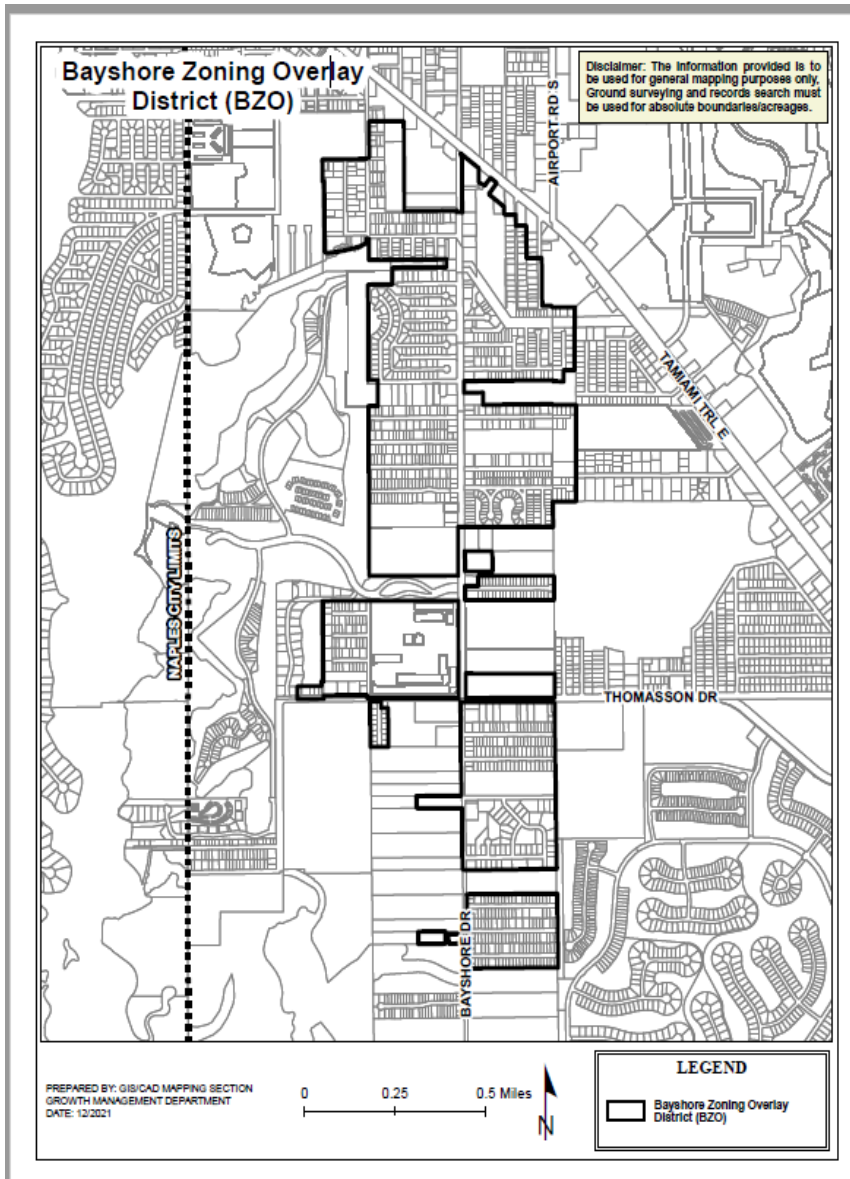 Bayshore Zoning Overlay
District (BZO)
Disclaimer: The information provided is to
be used for general mapping purposes only.
Ground surveying and records search must
be used for absolute boundaries/acreages.
AIRPORT RD S
TAMIAMI TRL E
NAPLES CITY LIMITS
THOMASSON DR
BAYSHORE DR
PREPARED BY: GIS/CAD MAPPING SECTION
GROWTH MANAGEMENT DEPARTMENT
DATE: 12/2021
0 0.25 0.5 Miles
N
LEGEND
Bayshore Zoning Overlay
District (BZO)